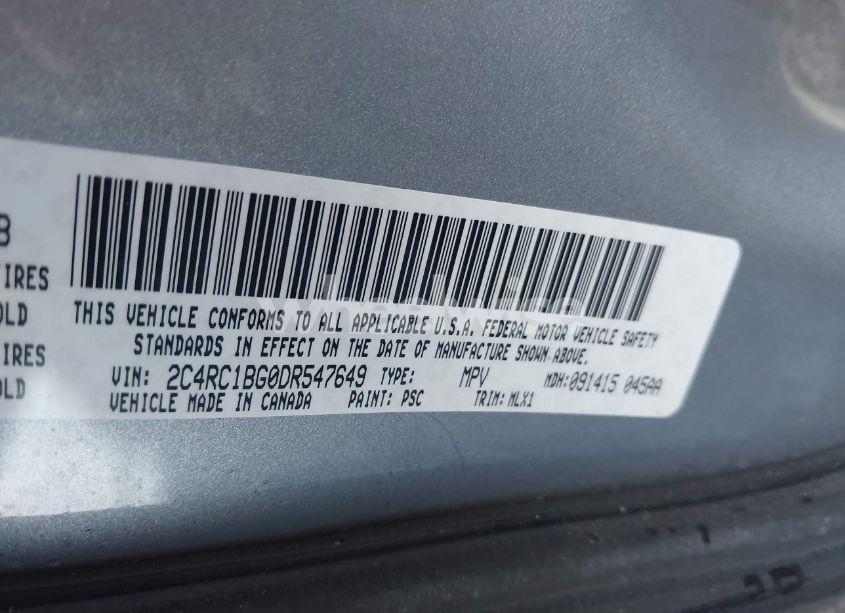 B
IRES
OLD
IRES
OLD
THIS VEHICLE CONFORMS TO ALL APPLICABLE U.S.A. FEDERAL MOTOR VEHICLE SAFETY
STANDARDS IN EFFECT ON THE DATE OF MANUFACTURE SHOWN ABOVE.
VIN: 2C4RC1BG0DR547649 TYPE: MPV MDH:091415 045AA
VEHICLE MADE IN CANADA PAINT: PSC TRIM: MLX1